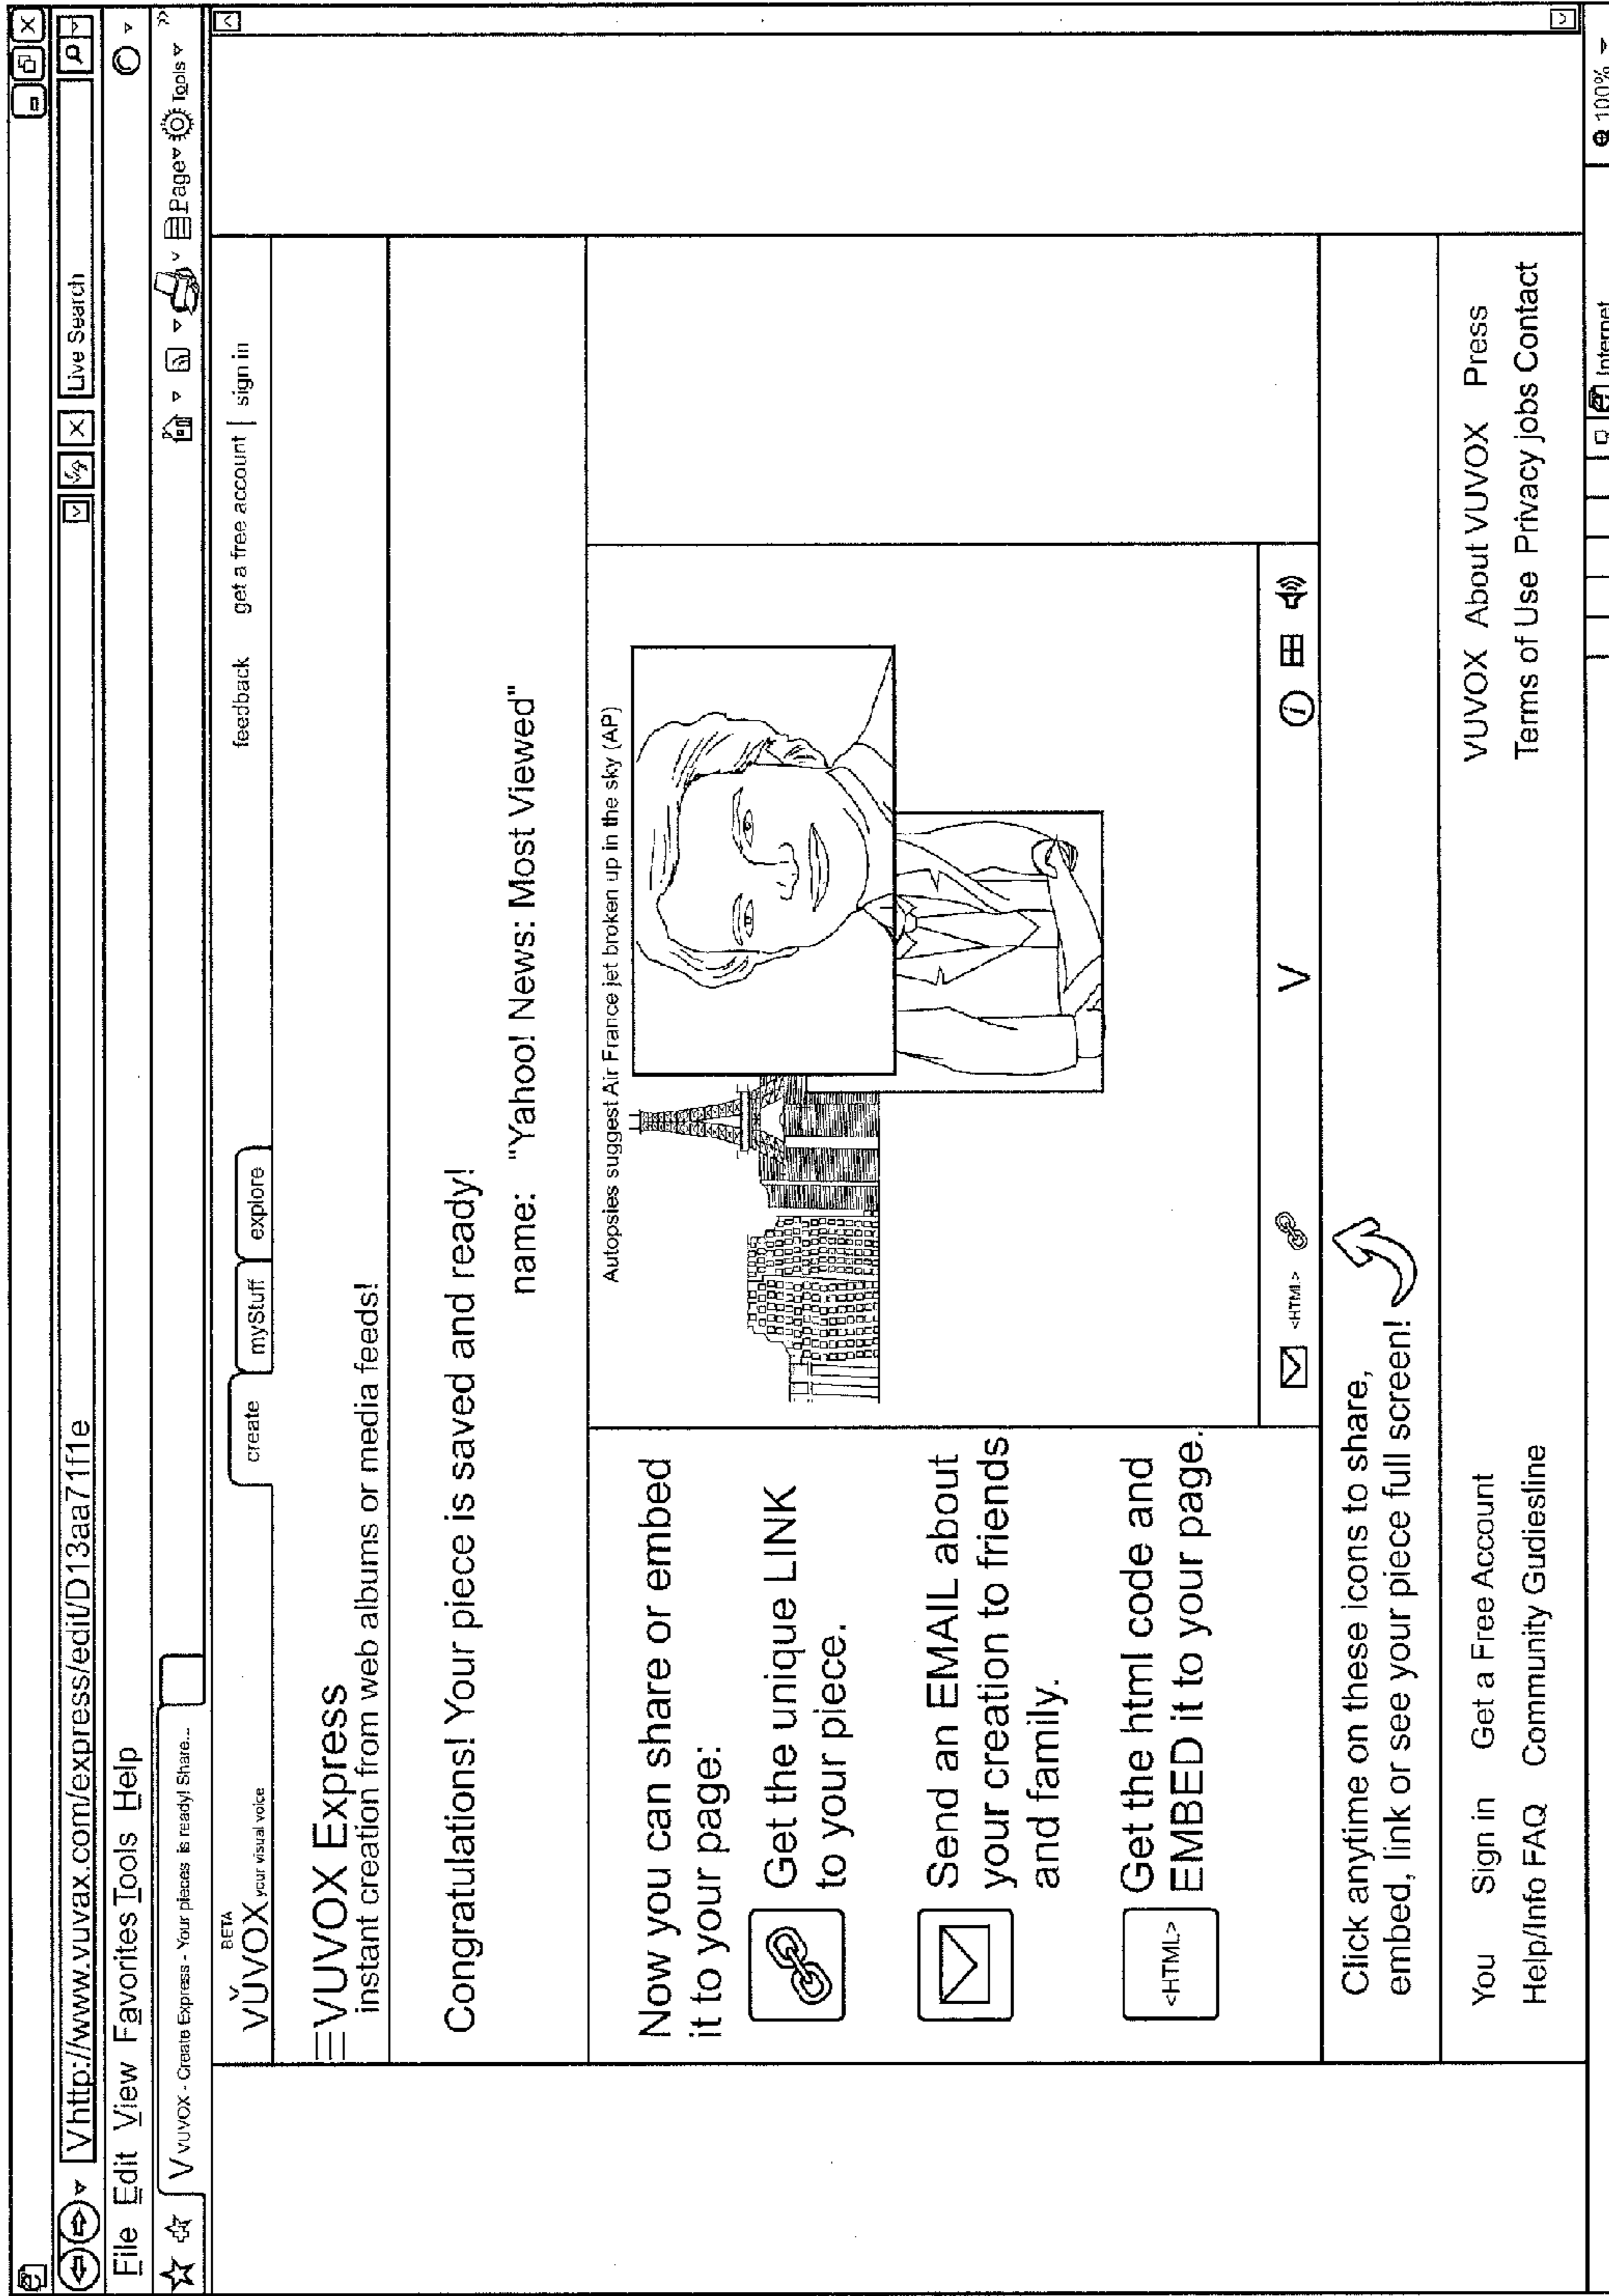 Vhttp://www.vuvax.com/express/edit/D13aa71f1e
Live Search
File Edit View Favorites Tools Help
V VUVOX - Create Express - Your pieces is ready! Share...
Page Tools
BETA
VUVOX your visual voice
create myStuff explore
feedback get a free account | sign in
VUVOX Express
instant creation from web albums or media feeds!
Congratulations! Your piece is saved and ready!
name: "Yahoo! News: Most Viewed"
Now you can share or embed
it to your page:
Get the unique LINK
to your piece.
Send an EMAIL about
your creation to friends
and family.
<HTML>
Get the html code and
EMBED it to your page.
Autopsies suggest Air France jet broken up in the sky (AP)
<HTML>
V
i
Click anytime on these icons to share,
embed, link or see your piece full screen!
You Sign in Get a Free Account
Help/Info FAQ Community Gudiesline
VUVOX About VUVOX Press
Terms of Use Privacy jobs Contact
Internet
100%